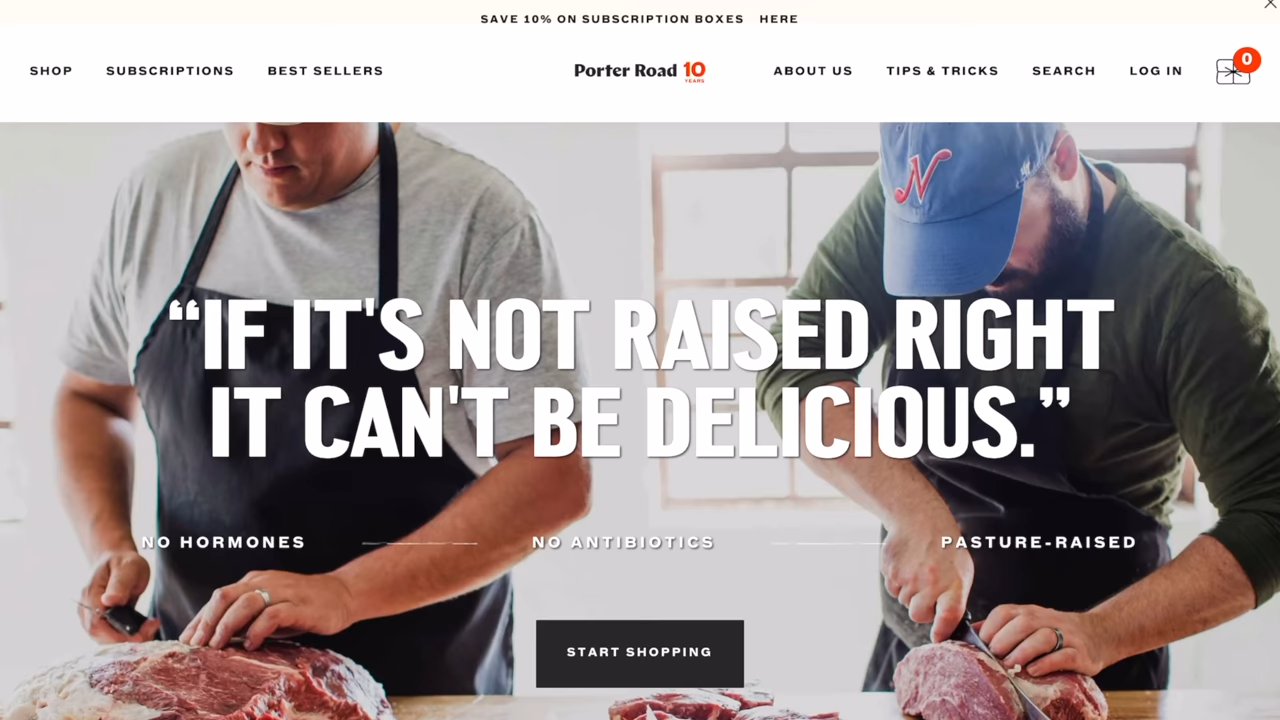 SAVE 10% ON SUBSCRIPTION BOXES HERE
SHOP SUBSCRIPTIONS BEST SELLERS Porter Road 10 YEARS ABOUT US TIPS & TRICKS SEARCH LOG IN 0
N
“IF IT'S NOT RAISED RIGHT
IT CAN'T BE DELICIOUS.”
NO HORMONES NO ANTIBIOTICS PASTURE-RAISED
START SHOPPING